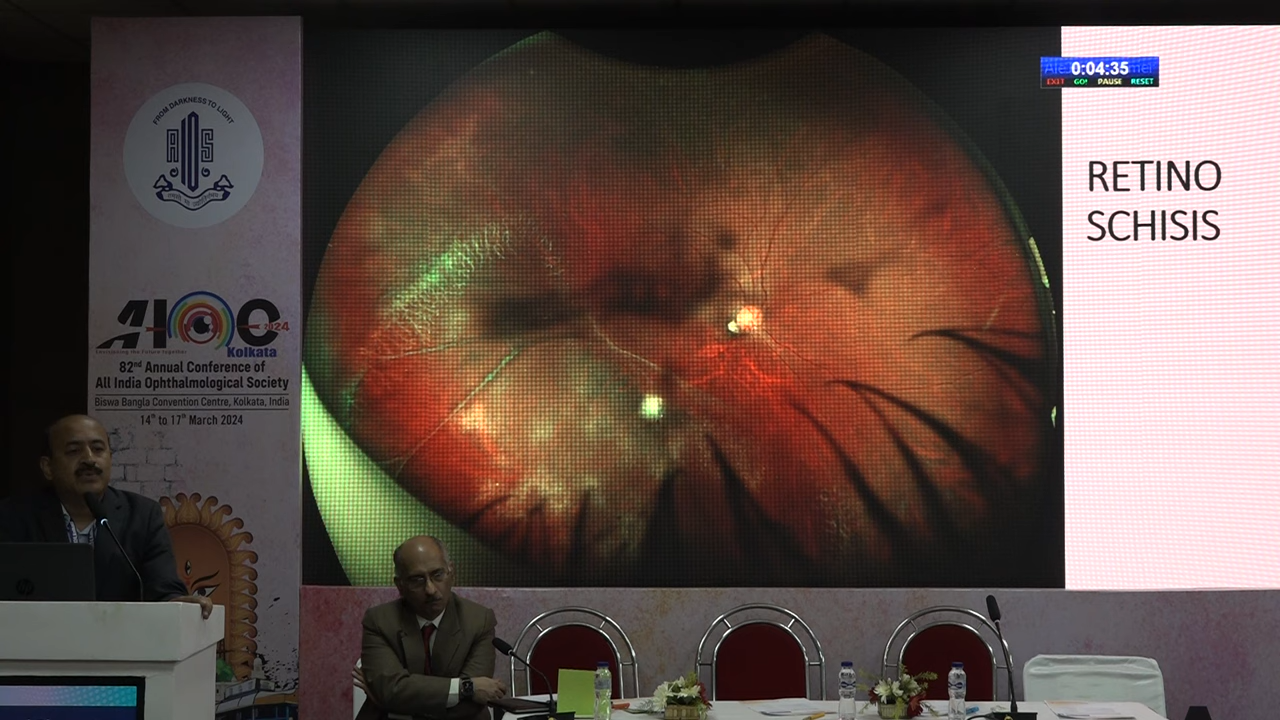 FROM DARKNESS TO LIGHT
AIOS
AIOC 2024
Kolkata
82nd Annual Conference of
All India Ophthalmological Society
Biswa Bangla Convention Centre, Kolkata, India
14th to 17th March 2024
0:04:35
EXIT GO! PAUSE RESET
RETINO
SCHISIS
hp